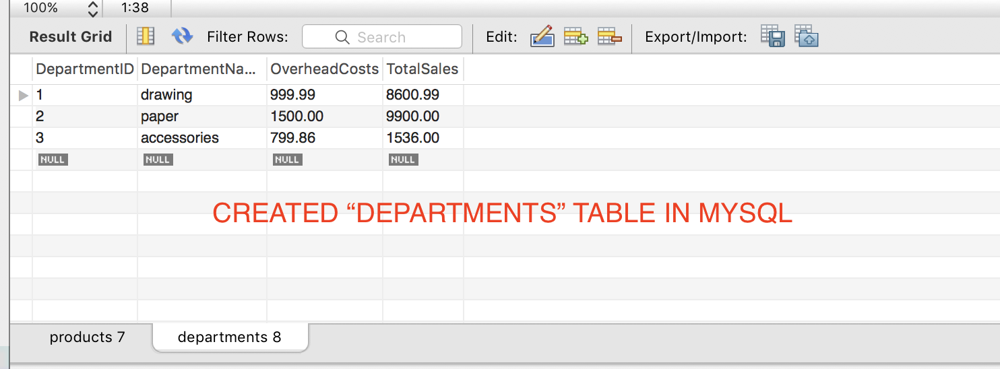 100% 1:38
Result Grid Filter Rows: Search Edit: Export/Import:
DepartmentID DepartmentNa... OverheadCosts TotalSales
1 drawing 999.99 8600.99
2 paper 1500.00 9900.00
3 accessories 799.86 1536.00
NULL NULL NULL NULL
CREATED “DEPARTMENTS” TABLE IN MYSQL
products 7 departments 8